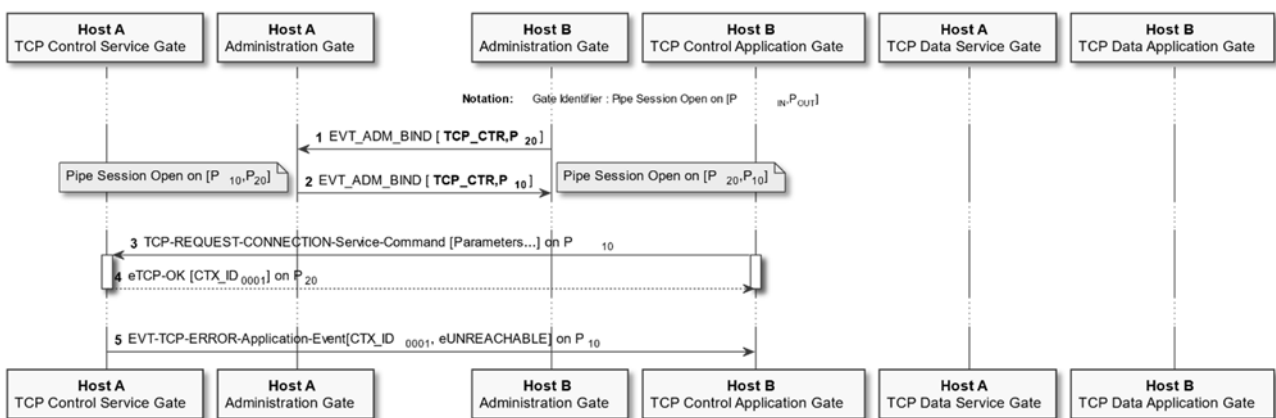 Host A
TCP Control Service Gate
Host A
Administration Gate
Host B
Administration Gate
Host B
TCP Control Application Gate
Host A
TCP Data Service Gate
Host B
TCP Data Application Gate
Notation: Gate Identifier : Pipe Session Open on [P IN,POUT]
1 EVT_ADM_BIND [ TCP_CTR,P 20 ]
Pipe Session Open on [P 10,P20]
2 EVT_ADM_BIND [ TCP_CTR,P 10 ]
Pipe Session Open on [P 20,P10]
3 TCP-REQUEST-CONNECTION-Service-Command [Parameters...] on P 10
4 eTCP-OK [CTX_ID 0001] on P 20
5 EVT-TCP-ERROR-Application-Event[CTX_ID 0001, eUNREACHABLE] on P 10
Host A
TCP Control Service Gate
Host A
Administration Gate
Host B
Administration Gate
Host B
TCP Control Application Gate
Host A
TCP Data Service Gate
Host B
TCP Data Application Gate